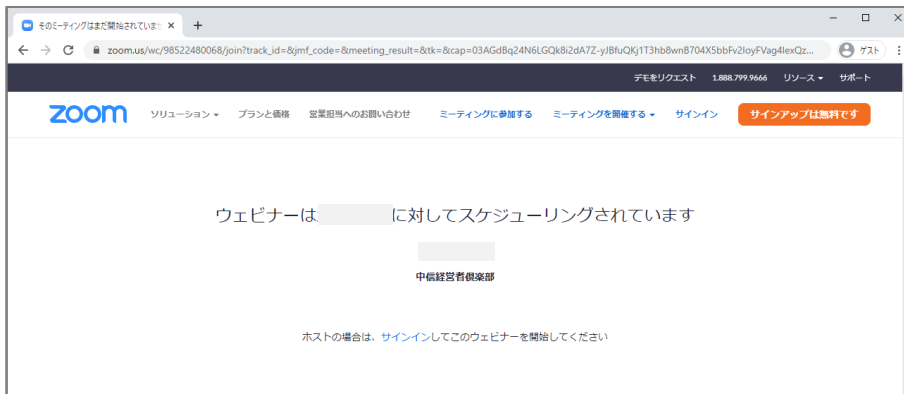 そのミーティングはまだ開始されていませ
zoom.us/wc/98522480068/join?track_id=&jmf_code=&meeting_result=&tk=&cap=03AGdBq24N6LGQk8i2dA7Z-yJBfuQKj1T3hb8wnB704X5bbFv2IoyFVag4lexQz...
ゲスト
デモをリクエスト 1.888.799.9666 リソース サポート
zoom ソリューション プランと価格 営業担当へのお問い合わせ ミーティングに参加する ミーティングを開催する サインイン サインアップは無料です
ウェビナーは に対してスケジューリングされています
中信経営者倶楽部
ホストの場合は、サインインしてこのウェビナーを開始してください